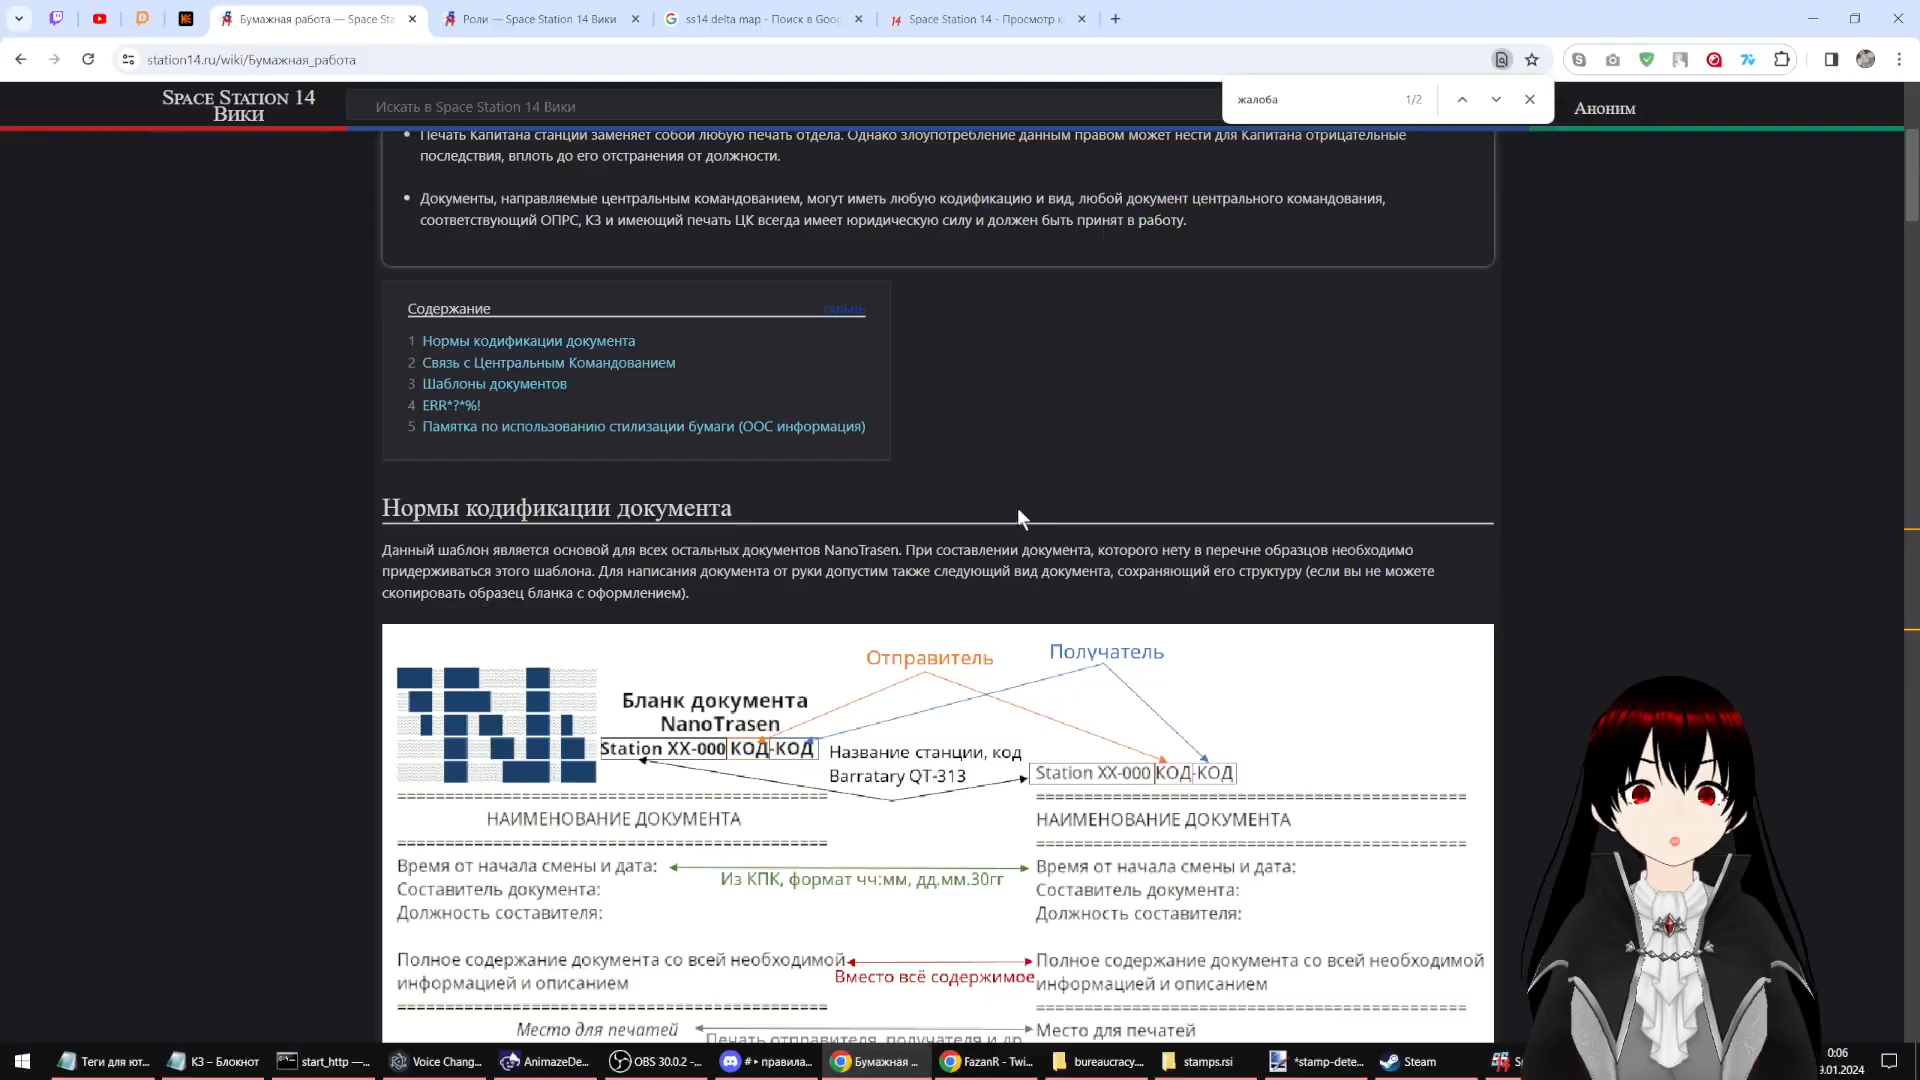 Бумажная работа — Space Sta
Роли — Space Station 14 Вики
ss14 delta map - Поиск в Goog
Space Station 14 - Просмотр к
station14.ru/wiki/Бумажная_работа
жалоба
1/2
Space Station 14
Вики
Искать в Space Station 14 Вики
Аноним
Печать Капитана станции заменяет собой любую печать отдела. Однако злоупотребление данным правом может нести для Капитана отрицательные
последствия, вплоть до его отстранения от должности.
Документы, направляемые центральным командованием, могут иметь любую кодификацию и вид, любой документ центрального командования,
соответствующий ОПРС, КЗ и имеющий печать ЦК всегда имеет юридическую силу и должен быть принят в работу.
Содержание
скрыть
1 Нормы кодификации документа
2 Связь с Центральным Командованием
3 Шаблоны документов
4 ERR*?*%!
5 Памятка по использованию стилизации бумаги (ООС информация)
Нормы кодификации документа
Данный шаблон является основой для всех остальных документов NanoTrasen. При составлении документа, которого нету в перечне образцов необходимо
придерживаться этого шаблона. Для написания документа от руки допустим также следующий вид документа, сохраняющий его структуру (если вы не можете
скопировать образец бланка с оформлением).
Отправитель
Получатель
Бланк документа
NanoTrasen
Station XX-000 КОД-КОД
Название станции, код
Barratary QT-313
Station XX-000 КОД-КОД
НАИМЕНОВАНИЕ ДОКУМЕНТА
НАИМЕНОВАНИЕ ДОКУМЕНТА
Время от начала смены и дата:
Из КПК, формат чч:мм, дд.мм.30гг
Время от начала смены и дата:
Составитель документа:
Составитель документа:
Должность составителя:
Должность составителя:
Полное содержание документа со всей необходимой
информацией и описанием
Вместо всё содержимое
Полное содержание документа со всей необходимой
информацией и описанием
Место для печатей
Печать отправителя, получателя и др
Место для печатей
Теги для ют...
КЗ – Блокнот
start_http —...
Voice Chang...
AnimazeDe...
OBS 30.0.2 -...
# ▸ правила...
Бумажная ...
FazanR - Twi...
bureaucracy....
stamps.rsi
*stamp-dete...
Steam
0:06
9.01.2024